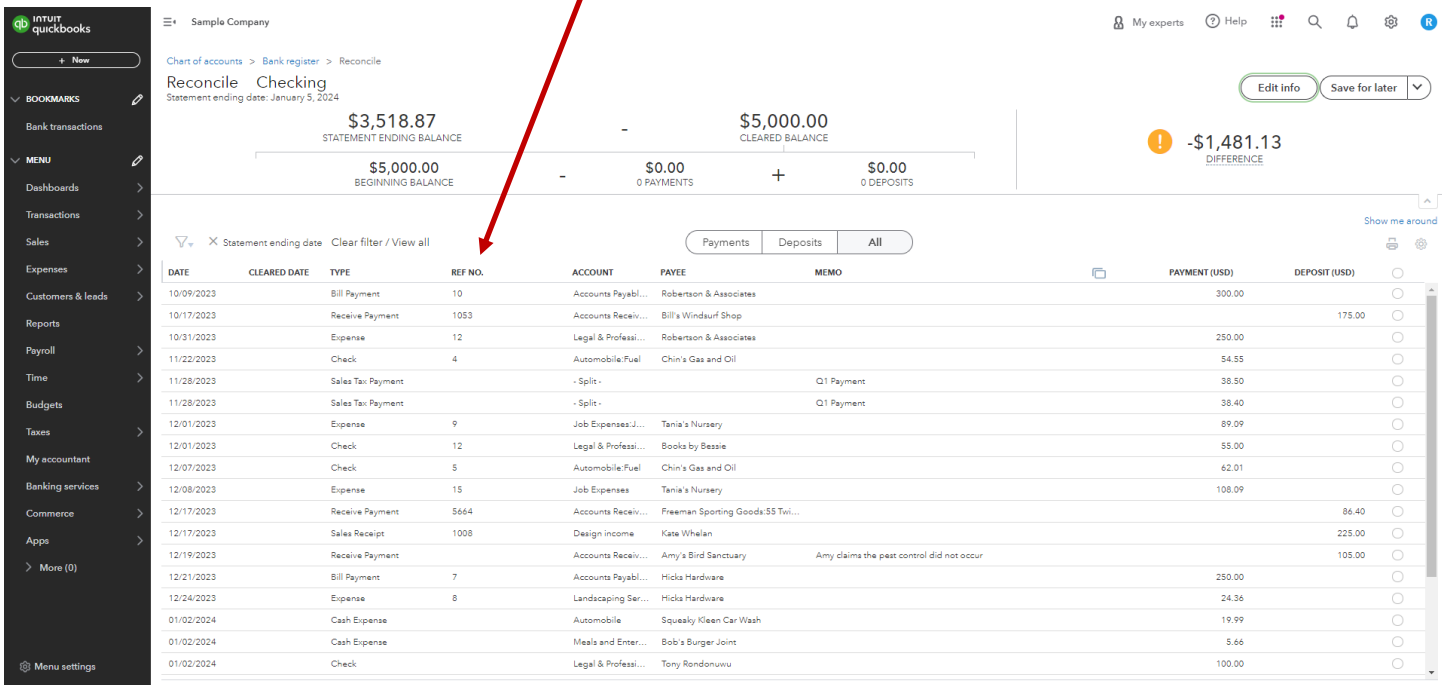 INTUIT
quickbooks
Sample Company
My experts
Help
R
+ New
BOOKMARKS
Bank transactions
MENU
Dashboards
Transactions
Sales
Expenses
Customers & leads
Reports
Payroll
Time
Budgets
Taxes
My accountant
Banking services
Commerce
Apps
More (0)
Menu settings
Chart of accounts > Bank register > Reconcile
Reconcile Checking
Statement ending date: January 5, 2024
Edit info
Save for later
$3,518.87 - $5,000.00
STATEMENT ENDING BALANCE CLEARED BALANCE
$5,000.00 - $0.00 + $0.00
BEGINNING BALANCE 0 PAYMENTS 0 DEPOSITS
! -$1,481.13
DIFFERENCE
Show me around
Statement ending date Clear filter / View all Payments Deposits All
DATE CLEARED DATE TYPE REF NO. ACCOUNT PAYEE MEMO PAYMENT (USD) DEPOSIT (USD)
10/09/2023 Bill Payment 10 Accounts Payabl... Robertson & Associates 300.00
10/17/2023 Receive Payment 1053 Accounts Receiv... Bill's Windsurf Shop 175.00
10/31/2023 Expense 12 Legal & Professi... Robertson & Associates 250.00
11/22/2023 Check 4 Automobile:Fuel Chin's Gas and Oil 54.55
11/28/2023 Sales Tax Payment - Split - Q1 Payment 38.50
11/28/2023 Sales Tax Payment - Split - Q1 Payment 38.40
12/01/2023 Expense 9 Job Expenses:J... Tania's Nursery 89.09
12/01/2023 Check 12 Legal & Professi... Books by Bessie 55.00
12/07/2023 Check 5 Automobile:Fuel Chin's Gas and Oil 62.01
12/08/2023 Expense 15 Job Expenses Tania's Nursery 108.09
12/17/2023 Receive Payment 5664 Accounts Receiv... Freeman Sporting Goods:55 Twi... 86.40
12/17/2023 Sales Receipt 1008 Design income Kate Whelan 225.00
12/19/2023 Receive Payment Accounts Receiv... Amy's Bird Sanctuary Amy claims the pest control did not occur 105.00
12/21/2023 Bill Payment 7 Accounts Payabl... Hicks Hardware 250.00
12/24/2023 Expense 8 Landscaping Ser... Hicks Hardware 24.36
01/02/2024 Cash Expense Automobile Squeaky Kleen Car Wash 19.99
01/02/2024 Cash Expense Meals and Enter... Bob's Burger Joint 5.66
01/02/2024 Check Legal & Professi... Tony Rondonuwu 100.00